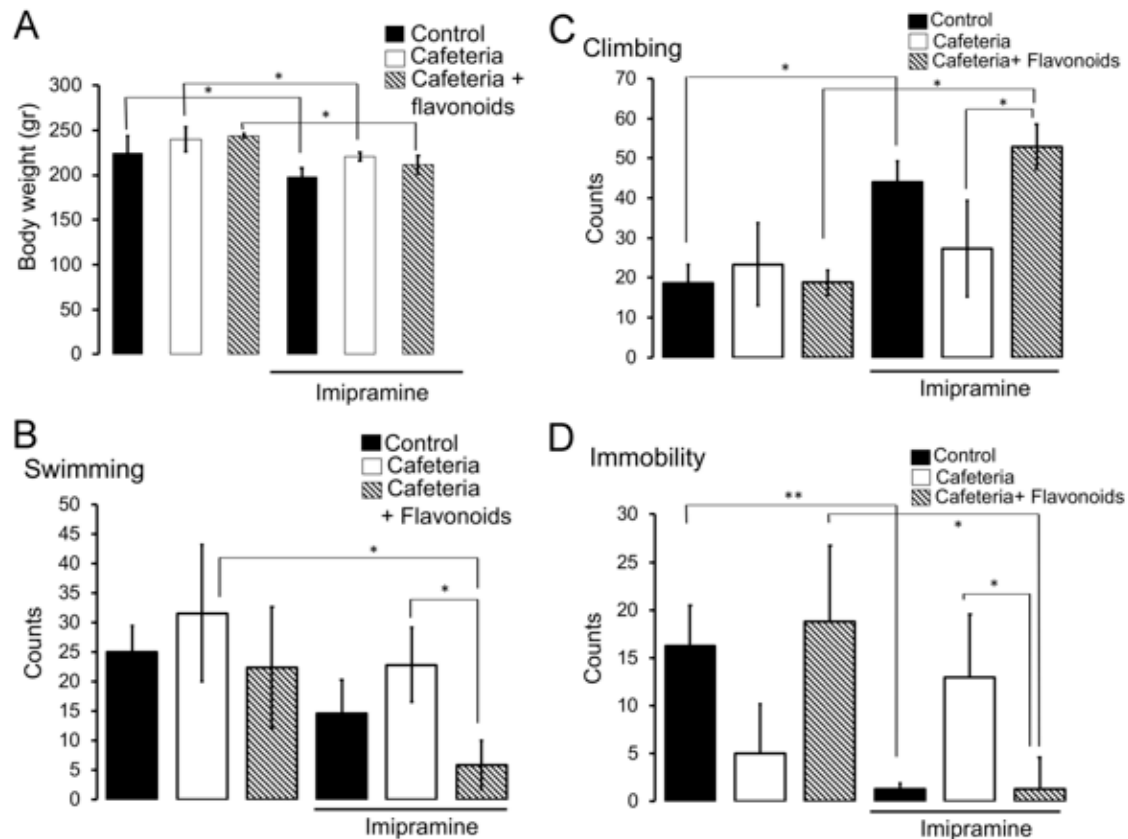 A
Control
Cafeteria
Cafeteria +
flavonoids
*
*
*
300
250
200
150
100
50
0
Body weight (gr)
Imipramine
B
Swimming
Control
Cafeteria
Cafeteria
+ Flavonoids
*
*
50
45
40
35
30
25
20
15
10
5
0
Counts
Imipramine
C
Climbing
Control
Cafeteria
Cafeteria+ Flavonoids
*
*
*
70
60
50
40
30
20
10
0
Counts
Imipramine
D
Immobility
Control
Cafeteria
Cafeteria+ Flavonoids
**
*
*
30
25
20
15
10
5
0
Counts
Imipramine